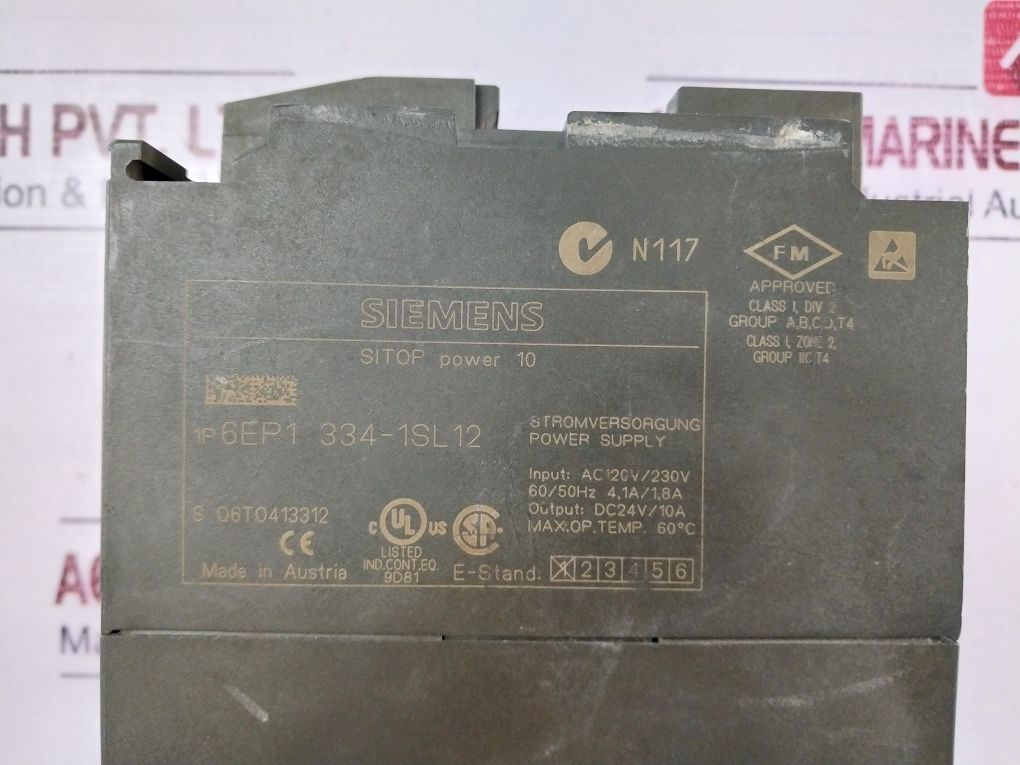 H PVT. L
MARINE
ion &
ustrial Au
N117
FM
APPROVED
CLASS I, DIV 2
GROUP A,B,C,D,T4
CLASS I, ZONE 2,
GROUP IIC T4
SIEMENS
SITOP power 10
1P 6EP1 334-1SL12
STROMVERSORGUNG
POWER SUPPLY
Input: AC120V/230V
60/50Hz 4,1A/1,8A
Output: DC24V/10A
MAX.OP.TEMP. 60°C
S Q6T0413312
CE
Made in Austria
C UL US
LISTED
IND.CONT.EQ.
9D81
E-Stand. X 2 3 4 5 6
A
Ma